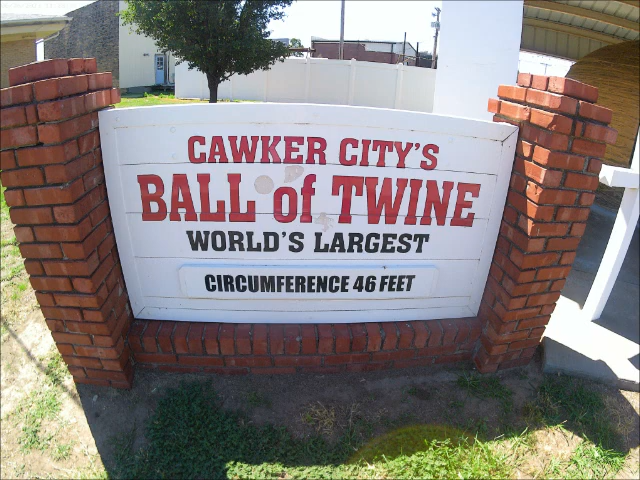 CAWKER CITY'S
BALL of TWINE
WORLD'S LARGEST
CIRCUMFERENCE 46 FEET